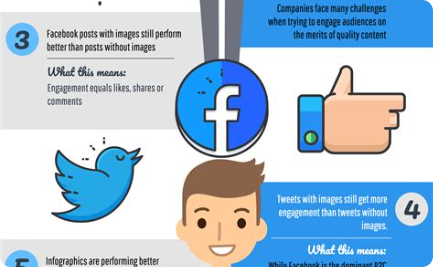 Companies face many challenges
when trying to engage audiences on
the merits of quality content
3
Facebook posts with images still perform
better than posts without images
What this means:
Engagement equals likes, shares or
comments
f
Tweets with images still get more
engagement than tweets without
images.
4
What this means:
While Facebook is the dominant B2C
5
Infographics are performing better